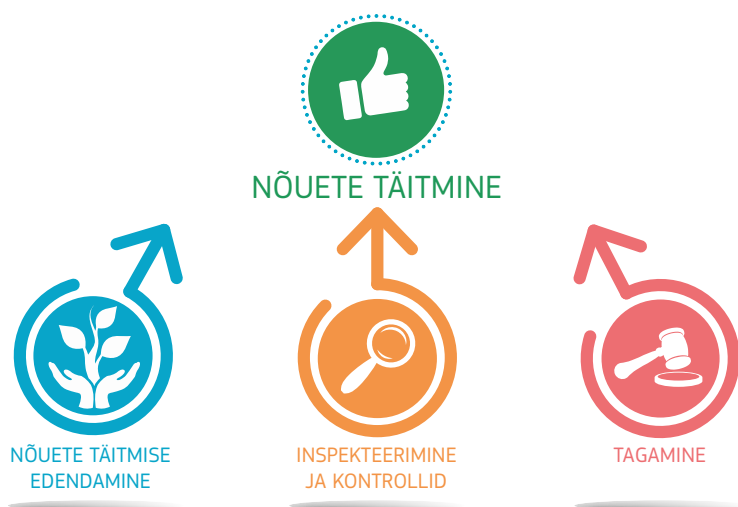 NÕUETE TÄITMINE
NÕUETE TÄITMISE
EDENDAMINE
INSPEKTEERIMINE
JA KONTROLLID
TAGAMINE